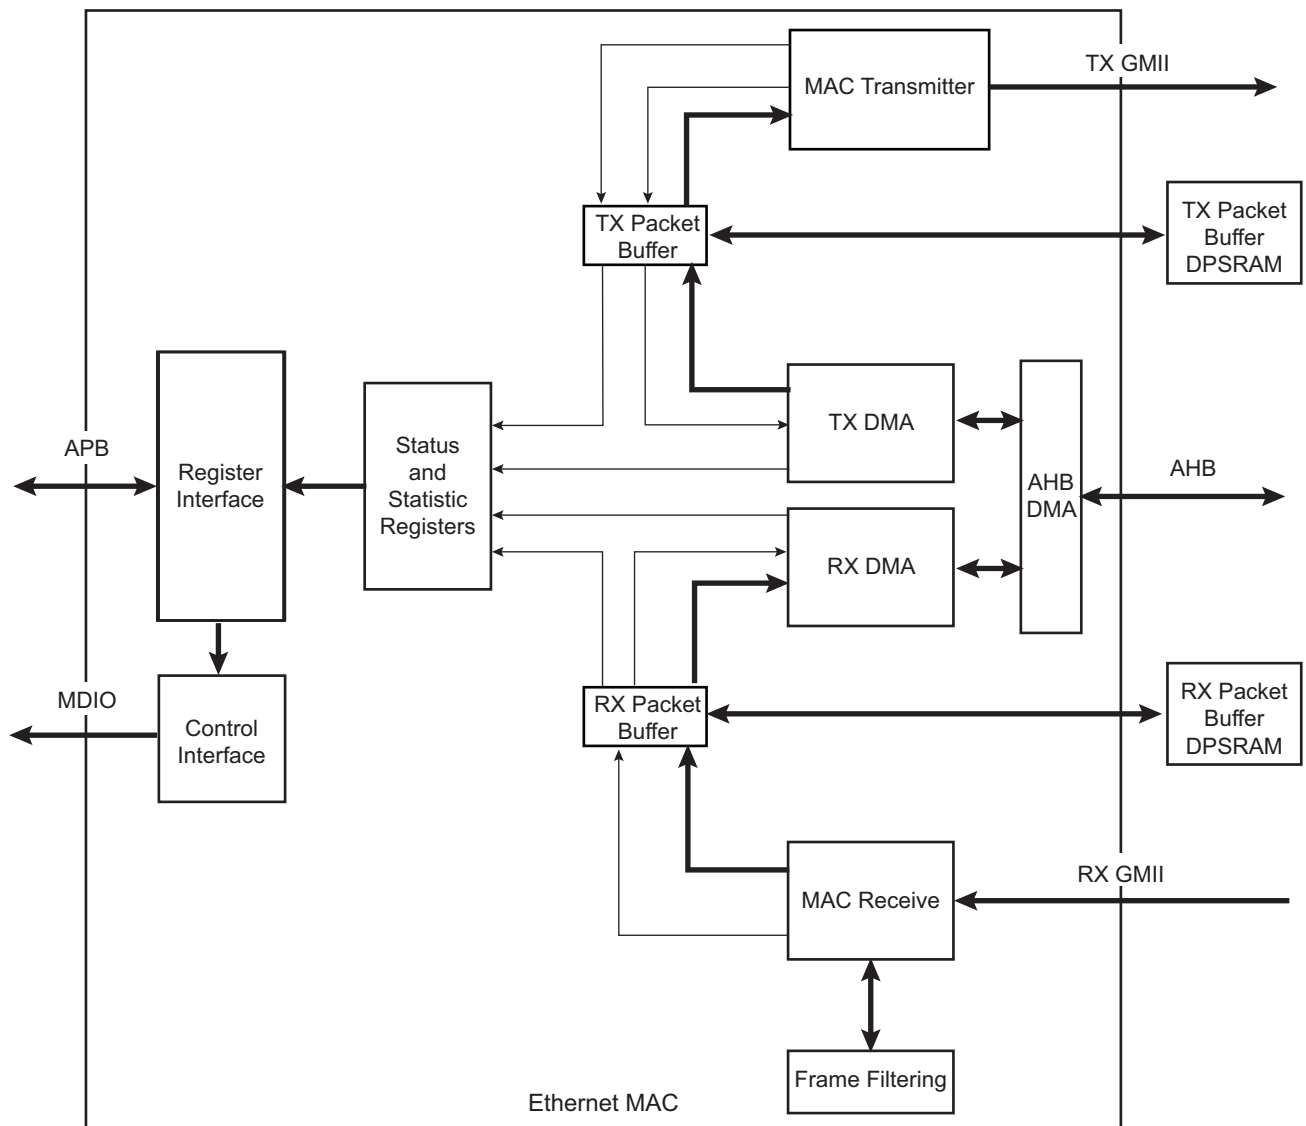 TX GMII
MAC Transmitter
TX Packet
Buffer
TX Packet
Buffer
DPSRAM
APB
Register
Interface
Status
and
Statistic
Registers
TX DMA
AHB
DMA
AHB
RX DMA
MDIO
Control
Interface
RX Packet
Buffer
RX Packet
Buffer
DPSRAM
RX GMII
MAC Receive
Frame Filtering
Ethernet MAC